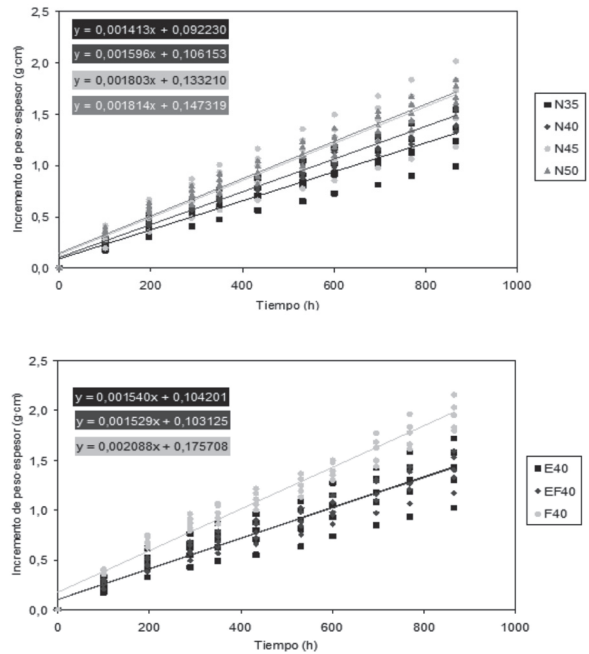 2,5
y = 0,001413x + 0,092230
y = 0,001596x + 0,106153
y = 0,001803x + 0,133210
y = 0,001814x + 0,147319
2,0
1,5
1,0
0,5
0,0
Incremento de peso·espesor (g·cm)
0 200 400 600 800 1000
Tiempo (h)
N35
N40
N45
N50
2,5
y = 0,001540x + 0,104201
y = 0,001529x + 0,103125
y = 0,002088x + 0,175708
2,0
1,5
1,0
0,5
0,0
Incremento de peso·espesor (g·cm)
0 200 400 600 800 1000
Tiempo (h)
E40
EF40
F40